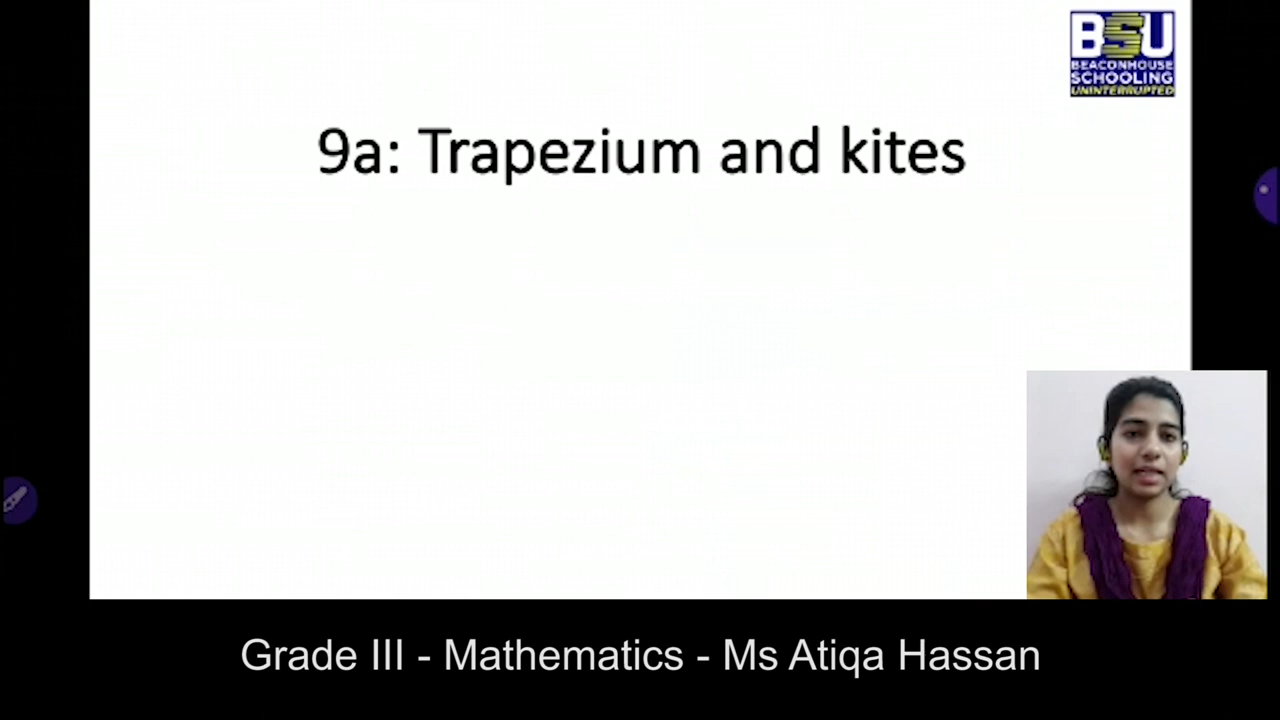 BSU
BEACONHOUSE
SCHOOLING
UNINTERRUPTED
9a: Trapezium and kites
Grade III - Mathematics - Ms Atiqa Hassan